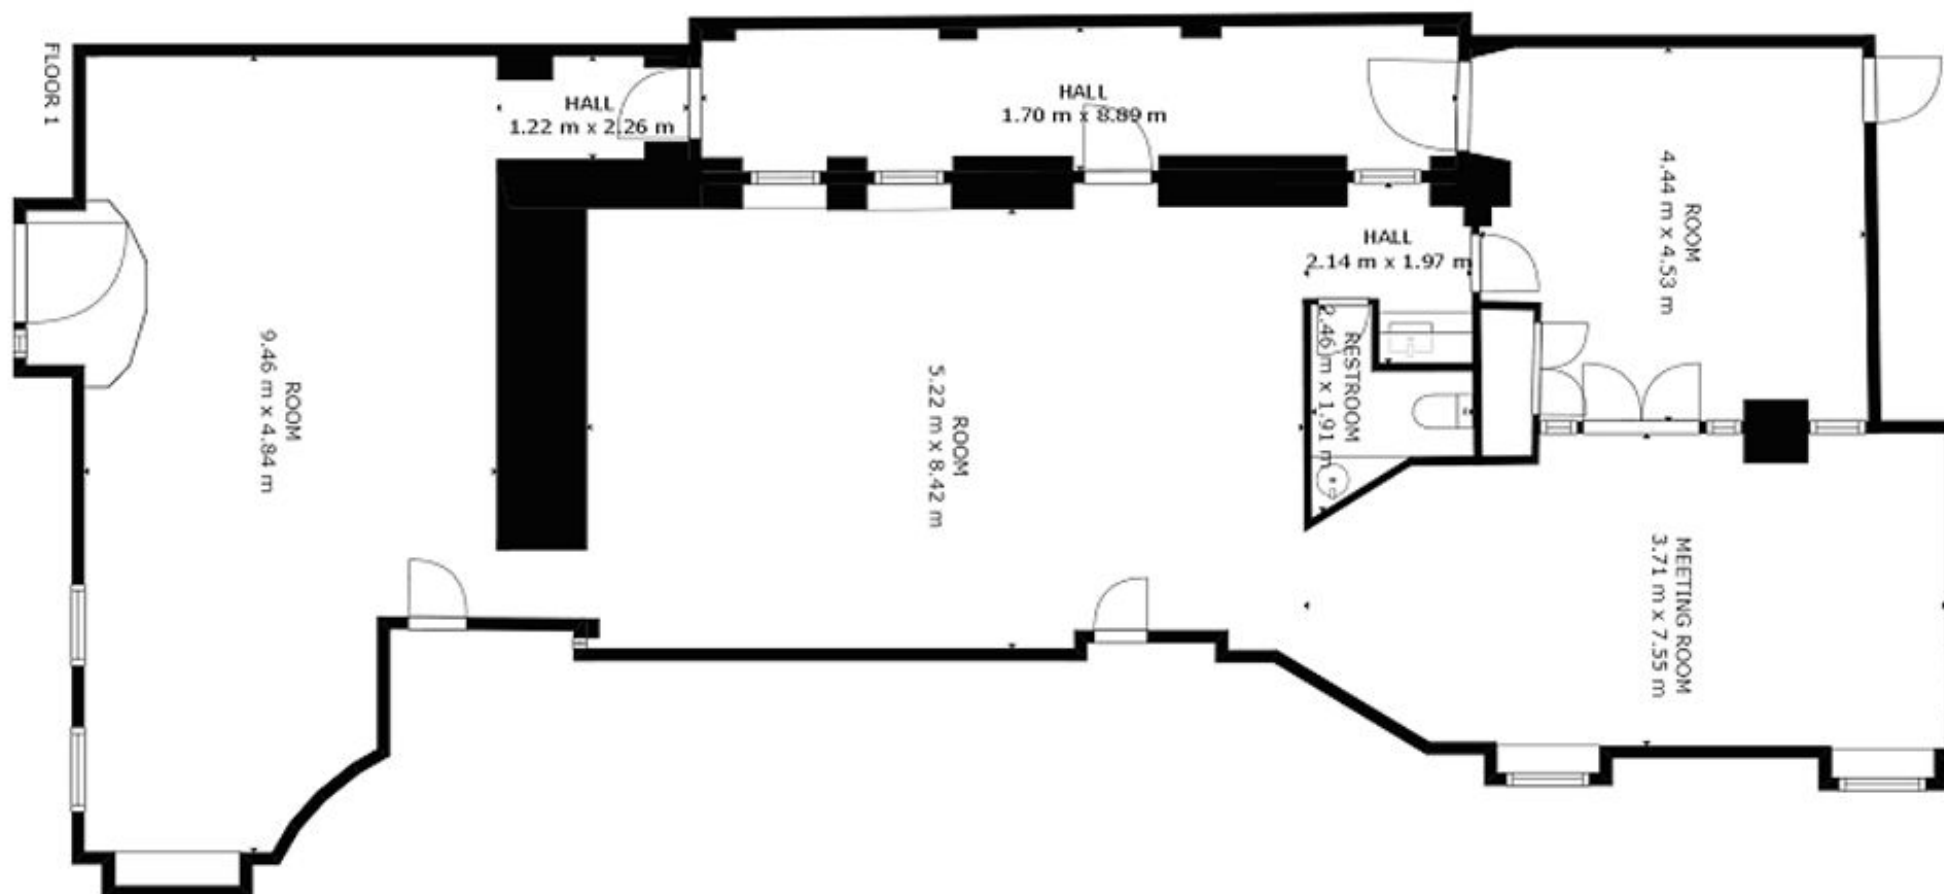 FLOOR 1
HALL
1.22 m x 2.26 m
HALL
1.70 m x 8.89 m
ROOM
4.44 m x 4.53 m
HALL
2.14 m x 1.97 m
ROOM
9.46 m x 4.84 m
ROOM
5.22 m x 8.42 m
RESTROOM
2.46 m x 1.91 m
MEETING ROOM
3.71 m x 7.55 m